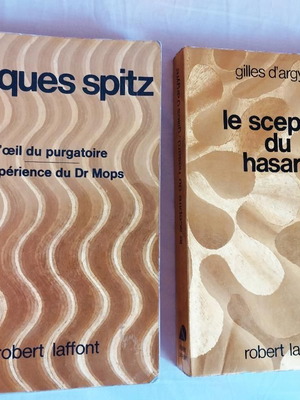 ques spitz
l'œil du purgatoire
périence du Dr Mops
robert laffont
gilles d'argy
le scep
du
hasar
robert la